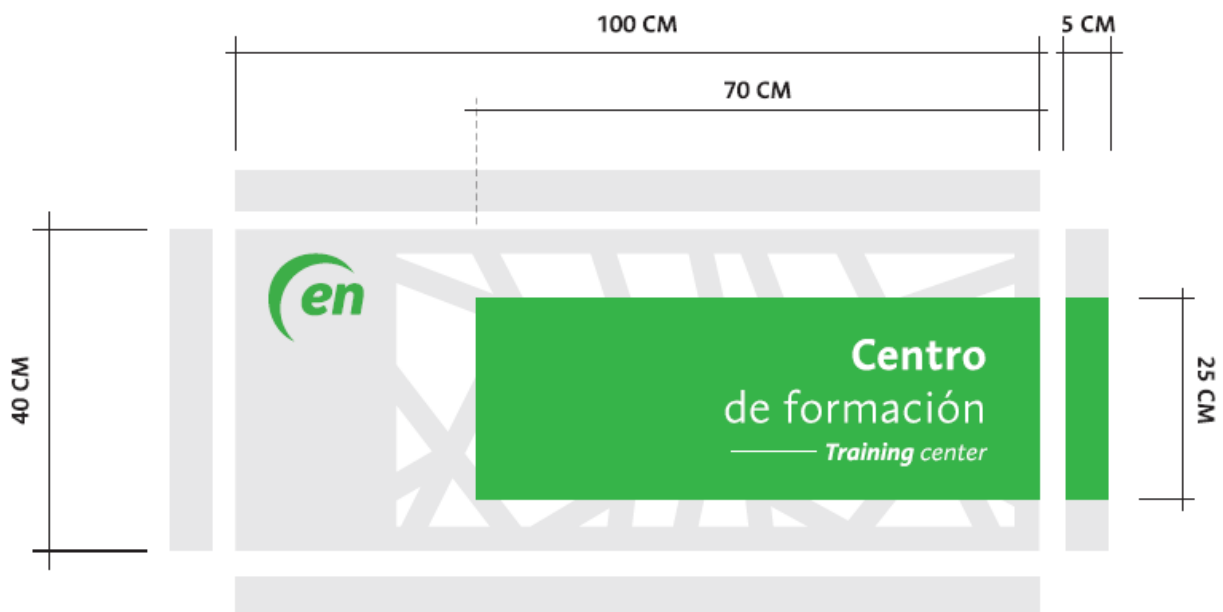 100 CM
5 CM
70 CM
40 CM
en
Centro
de formación
Training center
25 CM